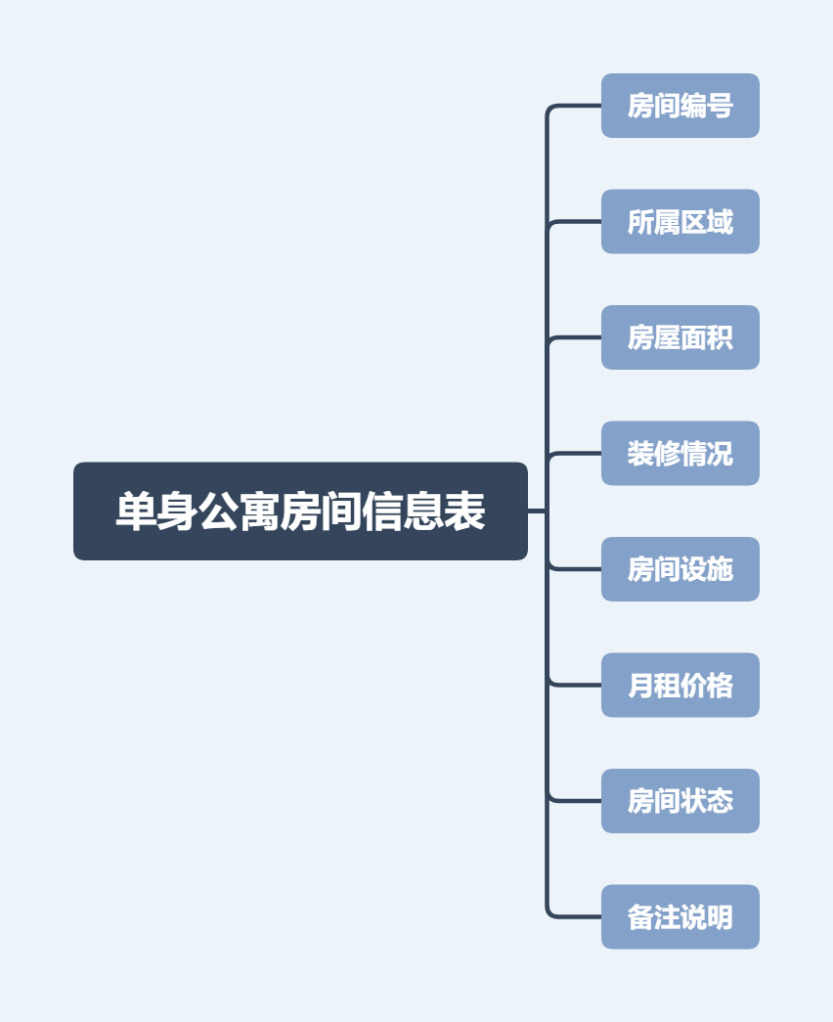 单身公寓房间信息表
房间编号
所属区域
房屋面积
装修情况
房间设施
月租价格
房间状态
备注说明